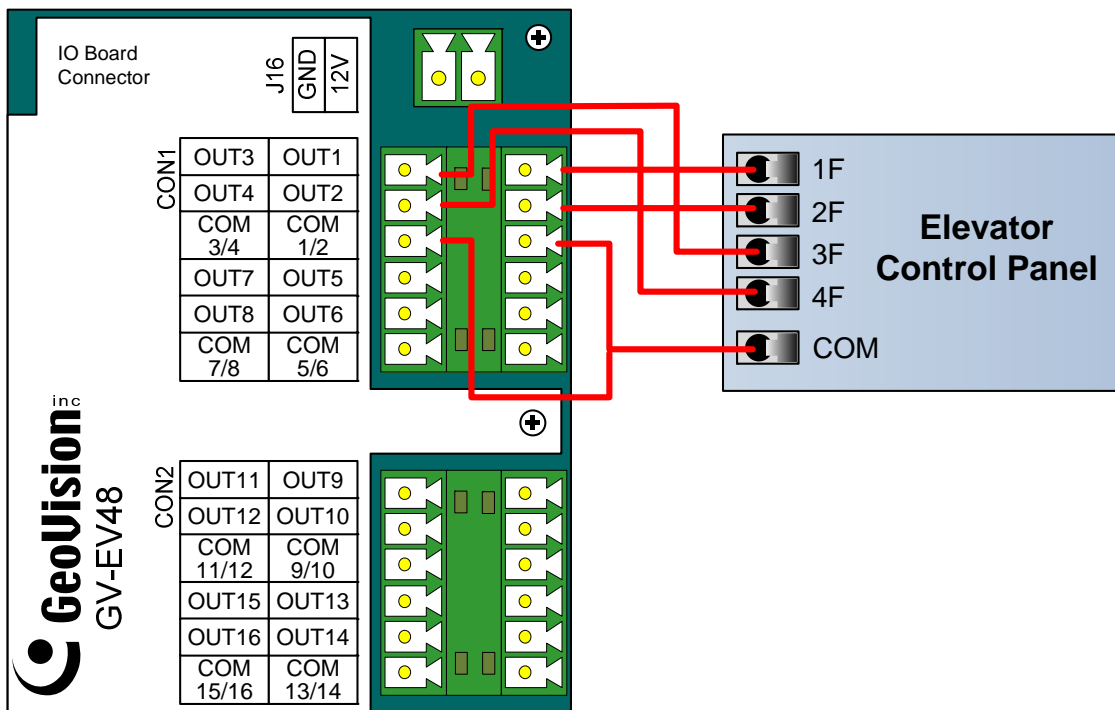 IO Board
Connector
J16
GND
12V
CON1
OUT3 OUT1
OUT4 OUT2
COM 3/4 COM 1/2
OUT7 OUT5
OUT8 OUT6
COM 7/8 COM 5/6
CON2
OUT11 OUT9
OUT12 OUT10
COM 11/12 COM 9/10
OUT15 OUT13
OUT16 OUT14
COM 15/16 COM 13/14
GeoVision inc
GV-EV48
1F
2F
3F
4F
COM
Elevator
Control Panel